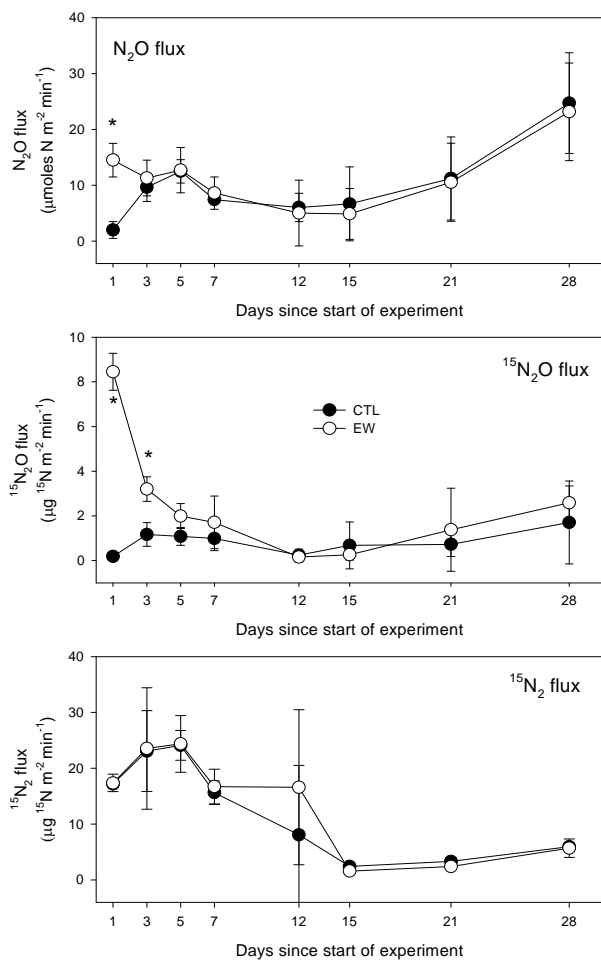 N₂O flux
N₂O flux
(μmoles N m⁻² min⁻¹)
40
30
20
10
0
*
1 3 5 7 12 15 21 28
Days since start of experiment
¹⁵N₂O flux
¹⁵N₂O flux
(μg ¹⁵N m⁻² min⁻¹)
10
8
6
4
2
0
*
*
CTL
EW
1 3 5 7 12 15 21 28
Days since start of experiment
¹⁵N₂ flux
¹⁵N₂ flux
(μg ¹⁵N m⁻² min⁻¹)
40
30
20
10
0
1 3 5 7 12 15 21 28
Days since start of experiment